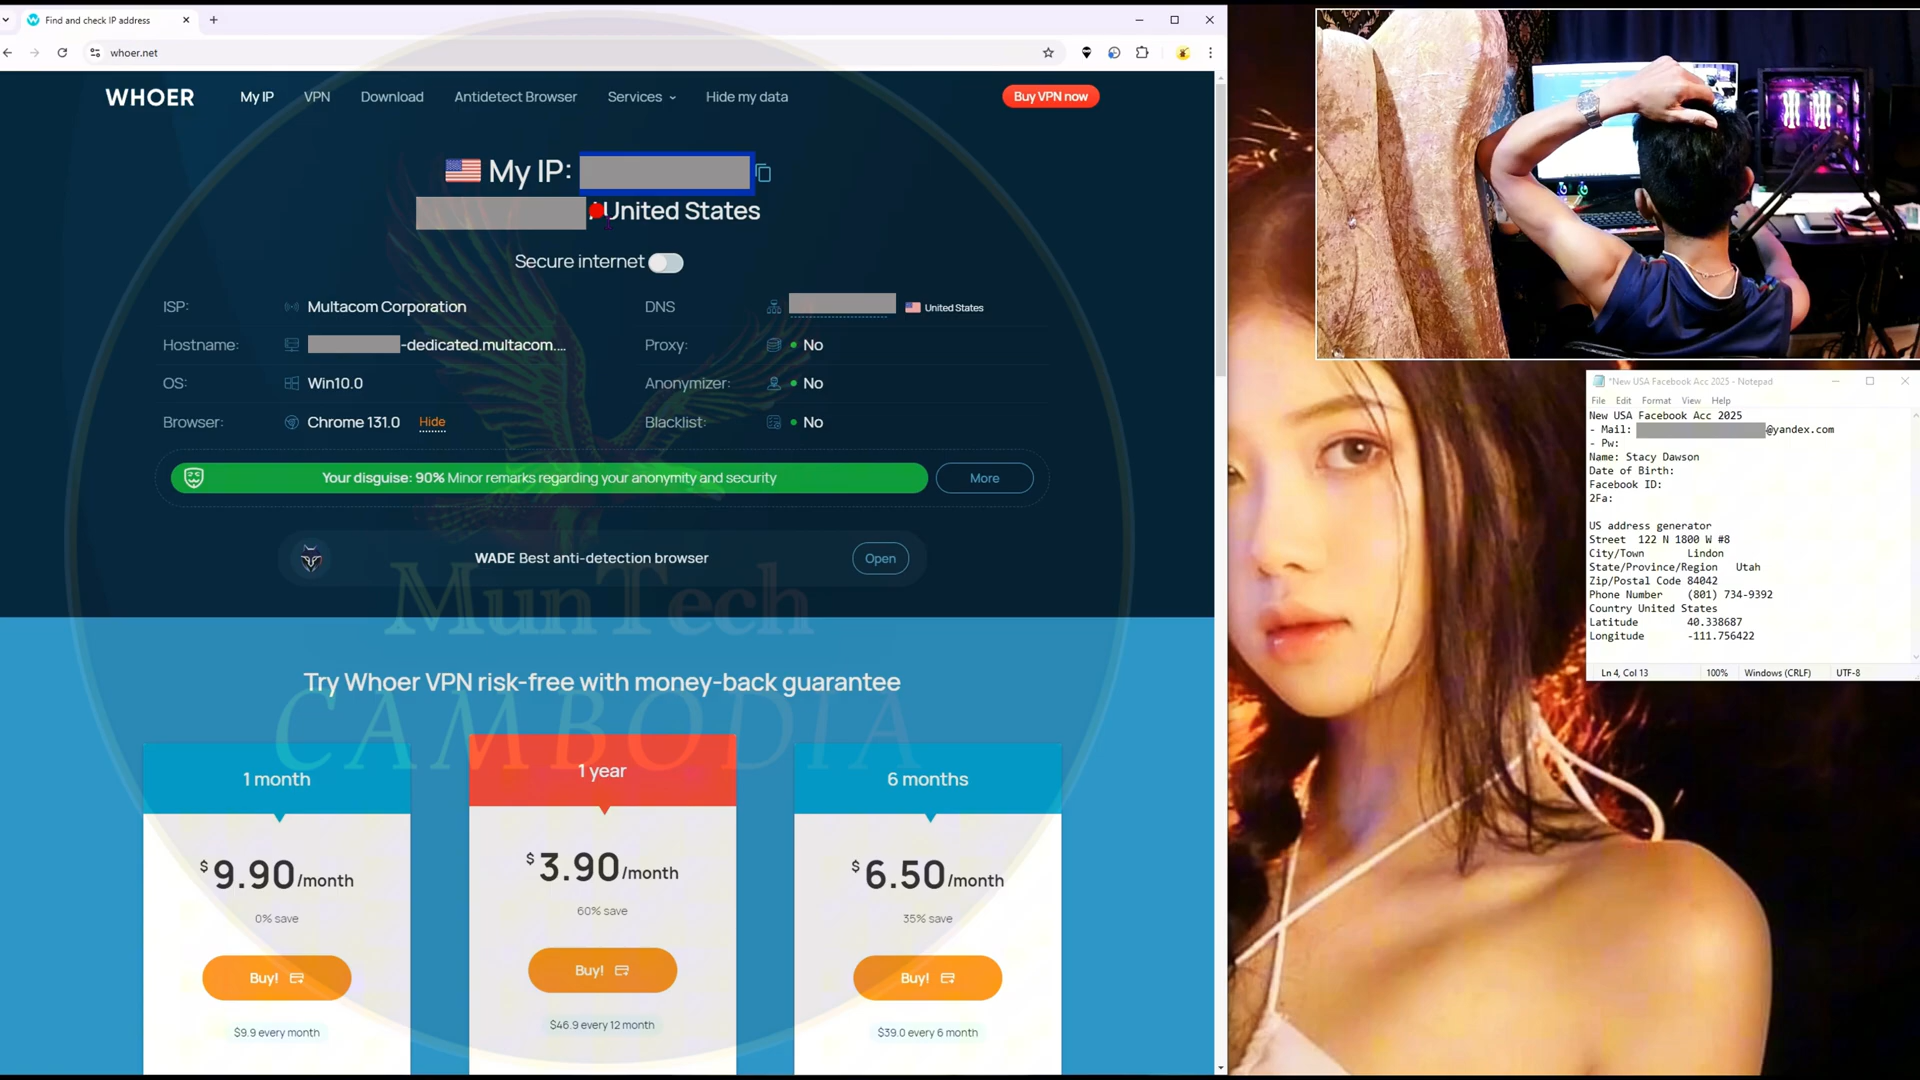 Find and check IP address
whoer.net
WHOER
My IP
VPN
Download
Antidetect Browser
Services
Hide my data
Buy VPN now
My IP:
/ United States
Secure internet
ISP:
Multacom Corporation
DNS
United States
Hostname:
-dedicated.multacom....
Proxy:
No
OS:
Win10.0
Anonymizer:
No
Browser:
Chrome 131.0
Hide
Blacklist:
No
Your disguise: 90% Minor remarks regarding your anonymity and security
More
WADE Best anti-detection browser
Open
MunTech
CAMBODIA
Try Whoer VPN risk-free with money-back guarantee
1 month
$9.90/month
0% save
Buy!
$9.9 every month
1 year
$3.90/month
60% save
Buy!
$46.9 every 12 month
6 months
$6.50/month
35% save
Buy!
$39.0 every 6 month
*New USA Facebook Acc 2025 - Notepad
File Edit Format View Help
New USA Facebook Acc 2025
- Mail: @yandex.com
- Pw:
Name: Stacy Dawson
Date of Birth:
Facebook ID:
2Fa:
US address generator
Street 122 N 1800 W #8
City/Town Lindon
State/Province/Region Utah
Zip/Postal Code 84042
Phone Number (801) 734-9392
Country United States
Latitude 40.338687
Longitude -111.756422
Ln 4, Col 13
100%
Windows (CRLF)
UTF-8